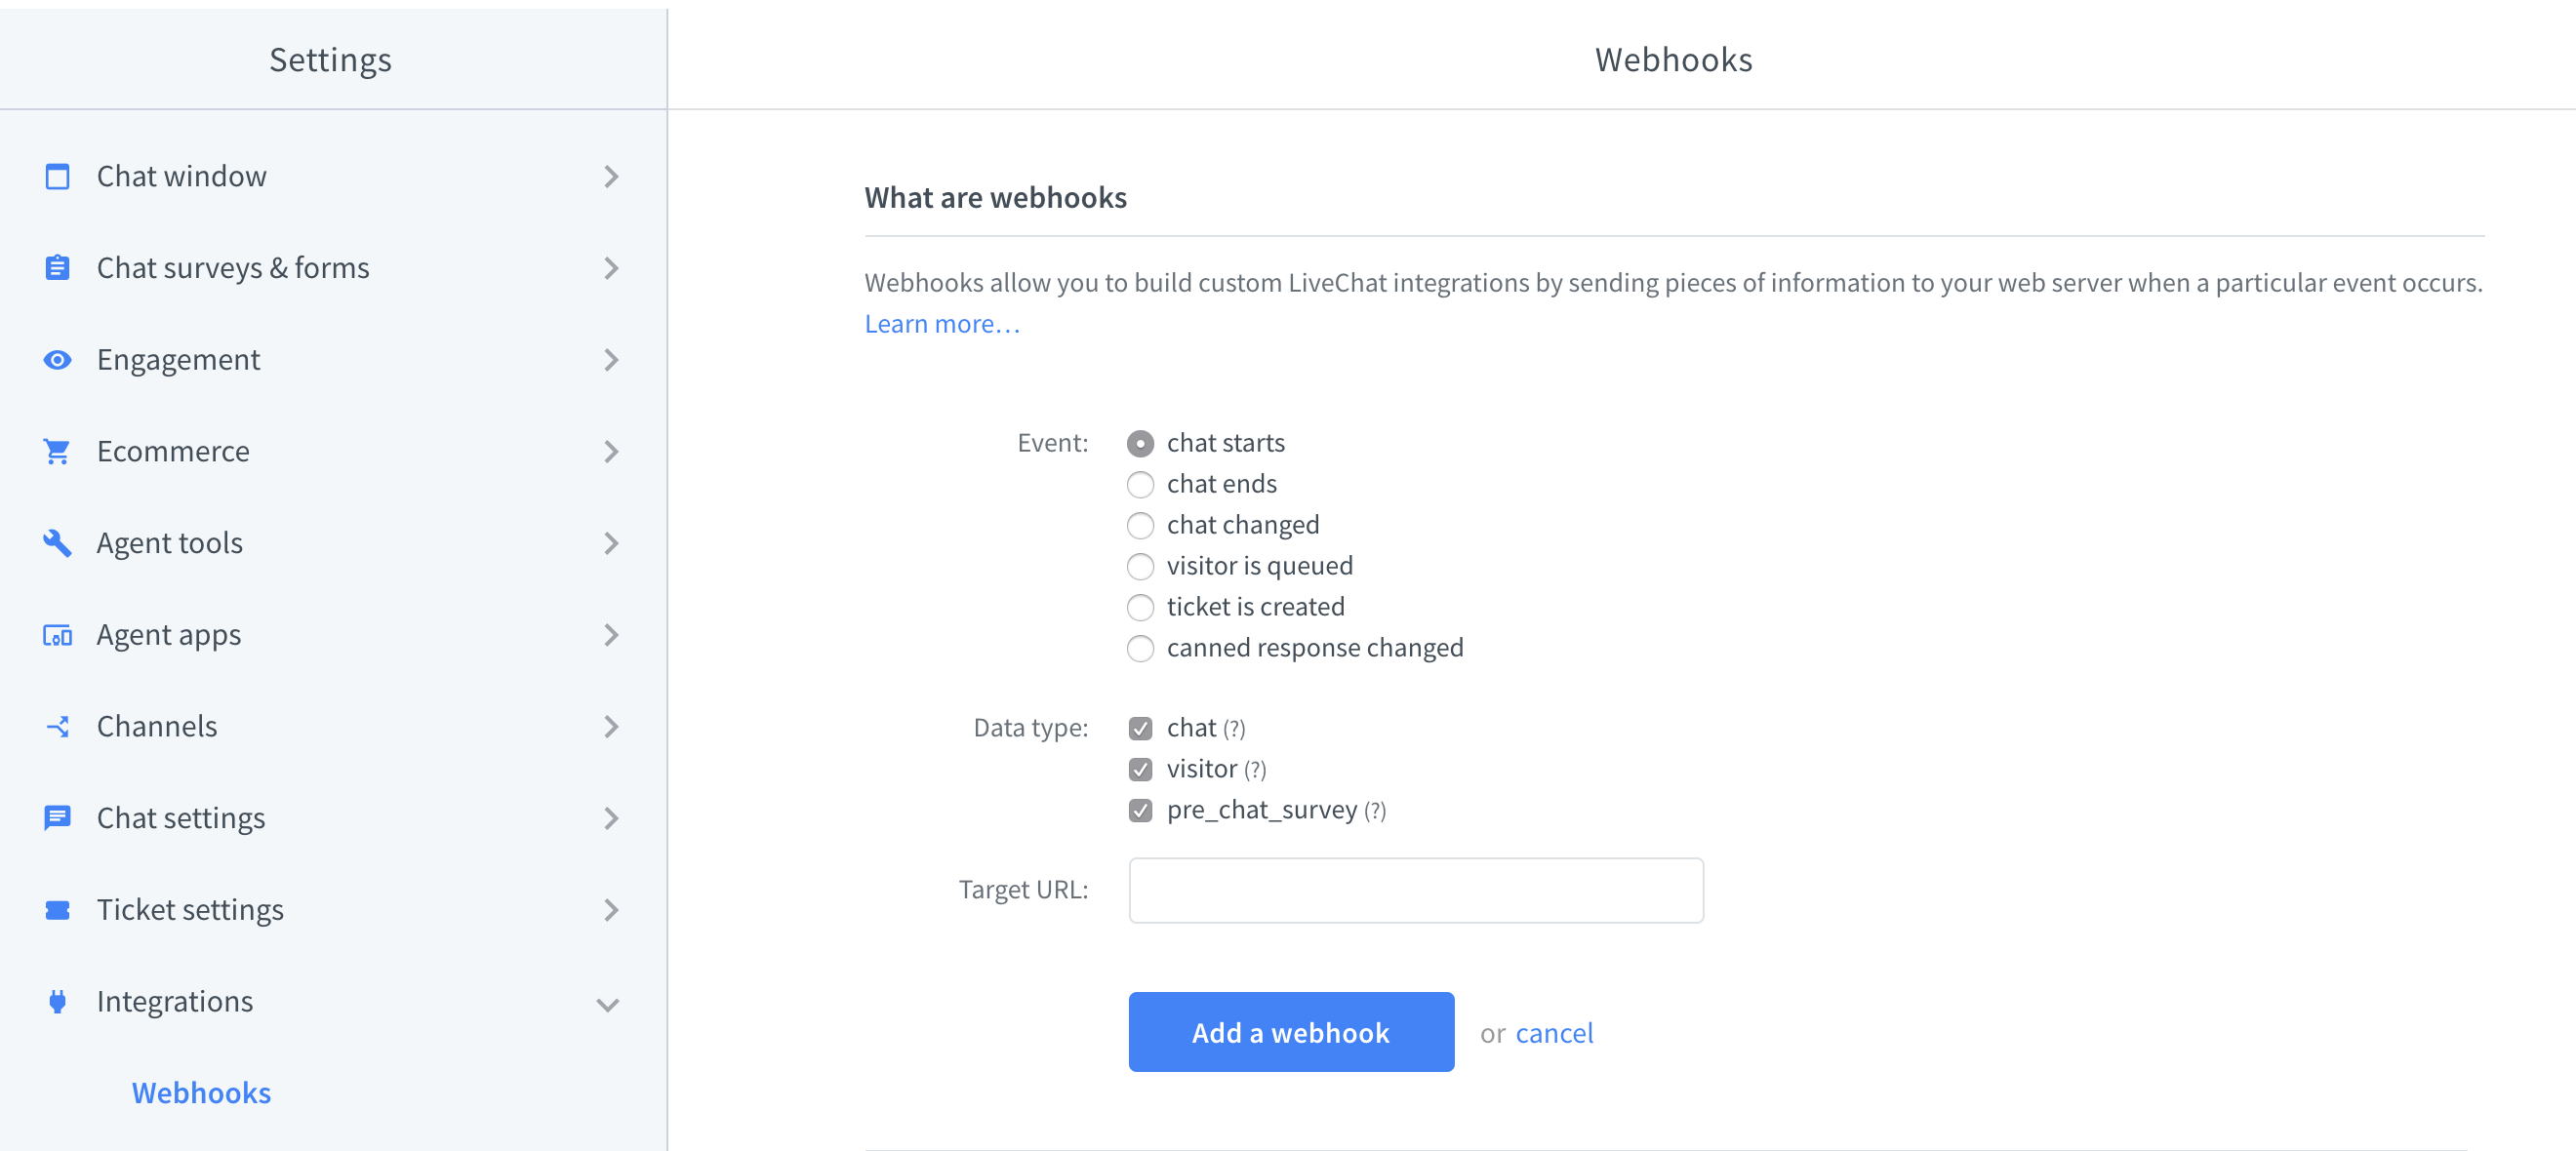 Settings
Webhooks
Chat window
Chat surveys & forms
Engagement
Ecommerce
Agent tools
Agent apps
Channels
Chat settings
Ticket settings
Integrations
Webhooks
What are webhooks
Webhooks allow you to build custom LiveChat integrations by sending pieces of information to your web server when a particular event occurs.
Learn more…
Event:
chat starts
chat ends
chat changed
visitor is queued
ticket is created
canned response changed
Data type:
chat (?)
visitor (?)
pre_chat_survey (?)
Target URL:
Add a webhook or cancel